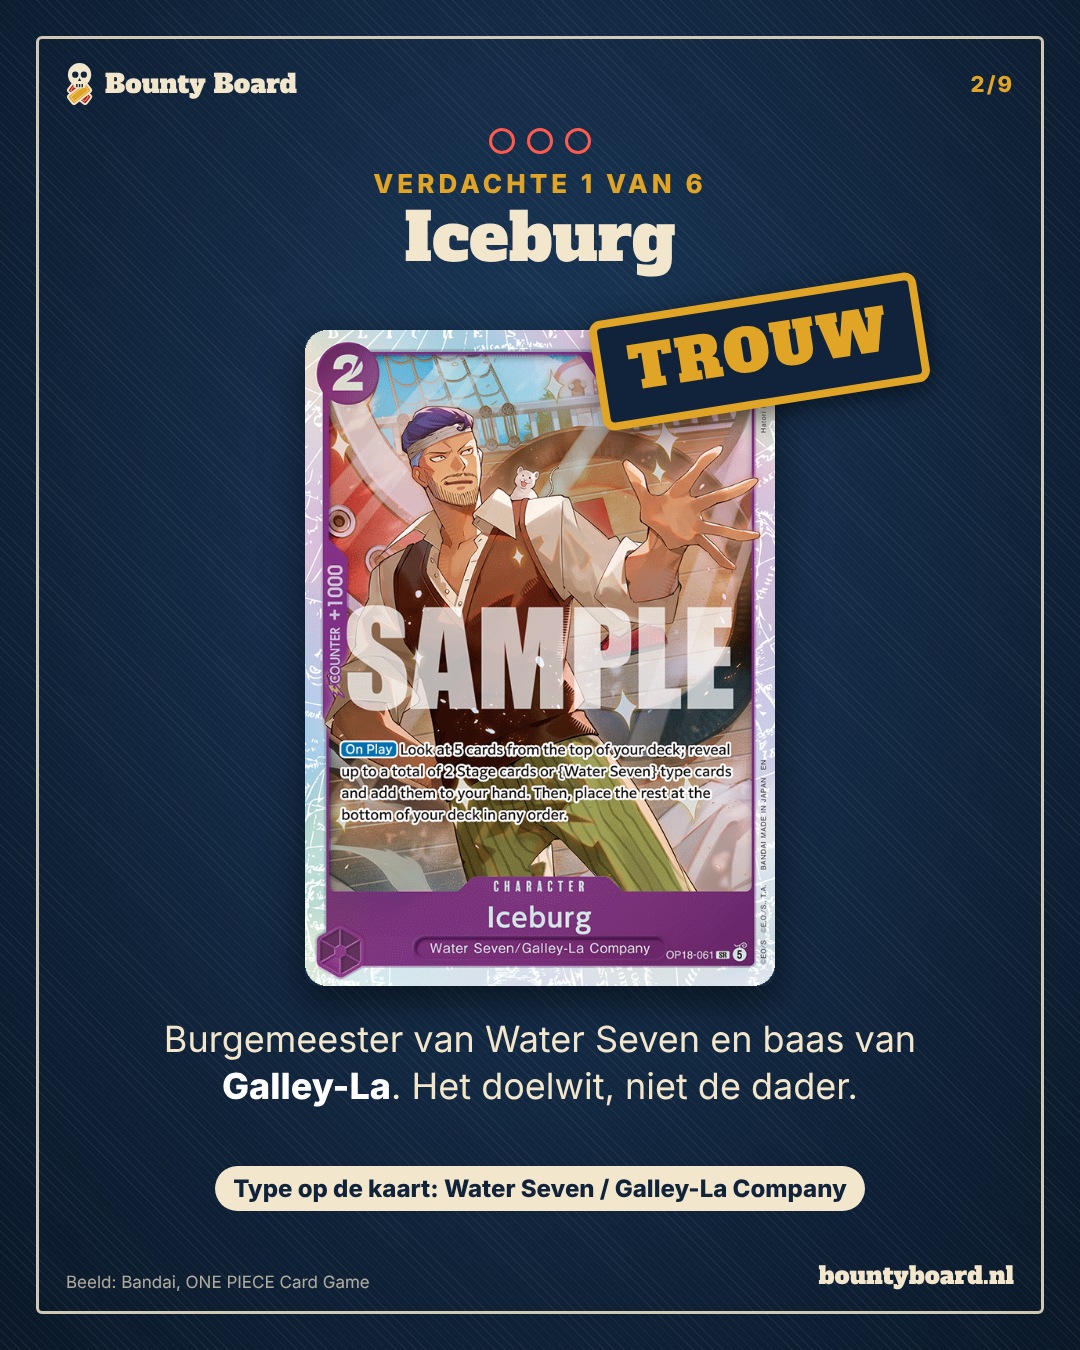 Bounty Board
2/9
VERDACHTE 1 VAN 6
Iceburg
TROUW
2
COUNTER +1000
SAMPLE
On Play Look at 5 cards from the top of your deck; reveal
up to a total of 2 Stage cards or {Water Seven} type cards
and add them to your hand. Then, place the rest at the
bottom of your deck in any order.
BANDAI MADE IN JAPAN EN
CHARACTER
Iceburg
Water Seven/Galley-La Company
OP18-061 SR 5
Burgemeester van Water Seven en baas van
Galley-La. Het doelwit, niet de dader.
Type op de kaart: Water Seven / Galley-La Company
Beeld: Bandai, ONE PIECE Card Game
bountyboard.nl